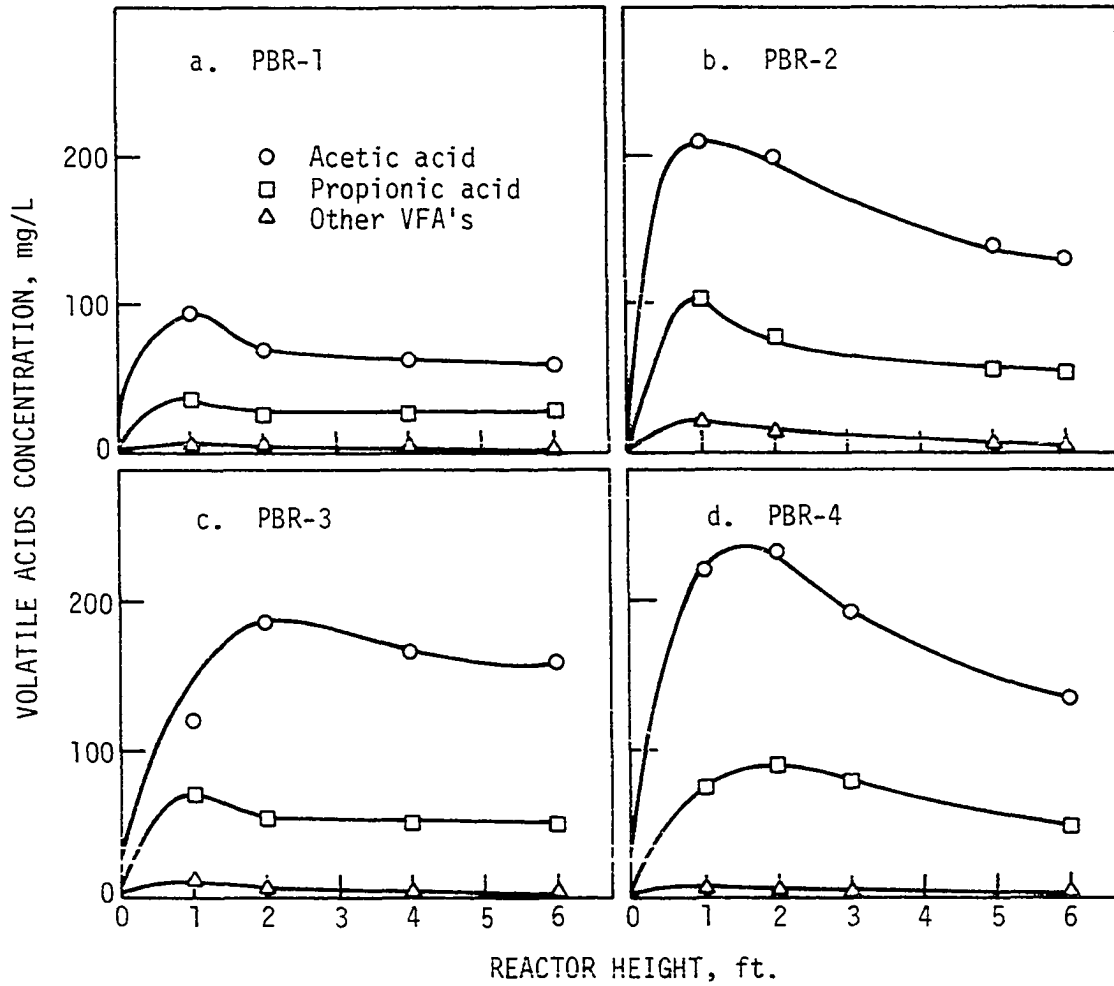 a. PBR-1
b. PBR-2
Acetic acid
Propionic acid
Other VFA's
200
100
0
c. PBR-3
d. PBR-4
200
100
0
0 1 2 3 4 5 6
0 1 2 3 4 5 6
VOLATILE ACIDS CONCENTRATION, mg/L
REACTOR HEIGHT, ft.